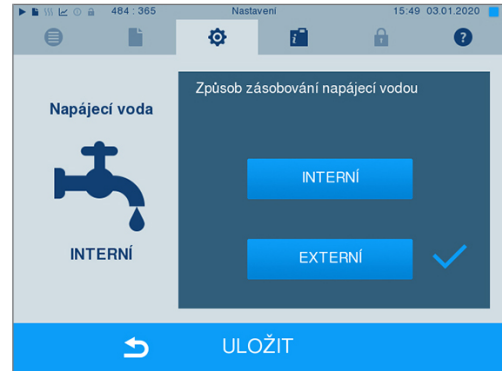 484 : 365 Nastavení 15:49 03.01.2020
Napájecí voda
INTERNÍ
Způsob zásobování napájecí vodou
INTERNÍ
EXTERNÍ
ULOŽIT